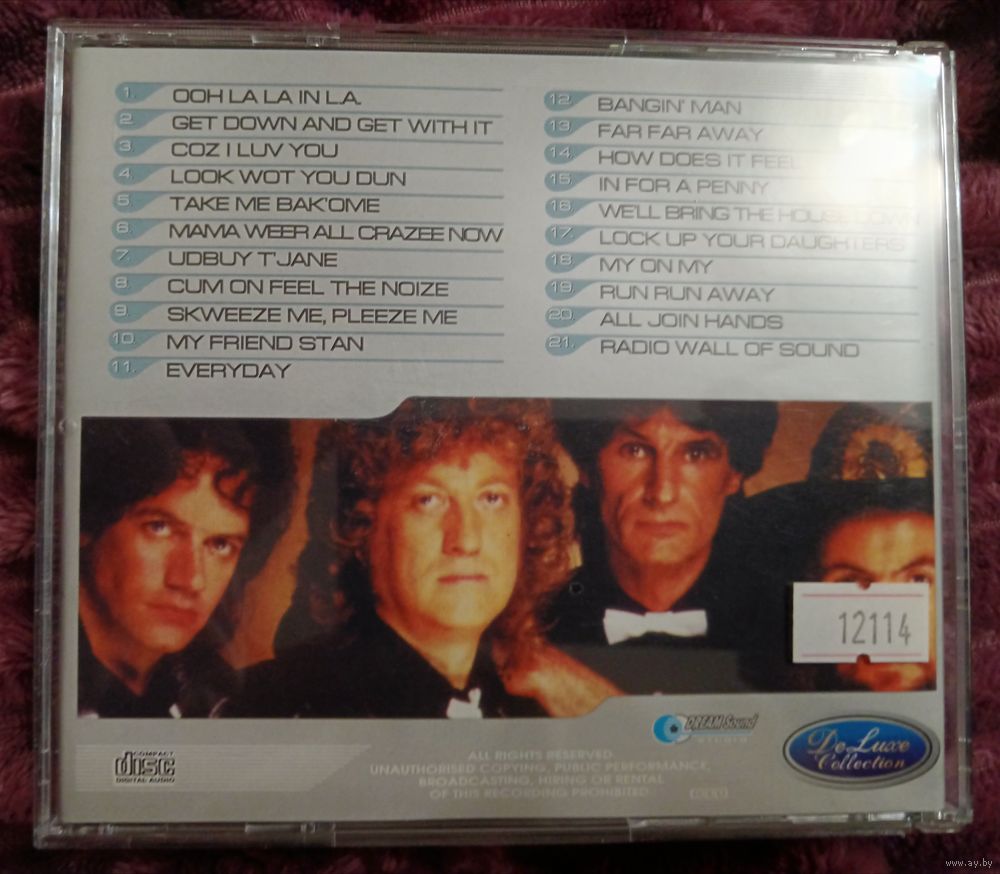 1. OOH LA LA IN L.A.
2. GET DOWN AND GET WITH IT
3. COZ I LUV YOU
4. LOOK WOT YOU DUN
5. TAKE ME BAK'OME
6. MAMA WEER ALL CRAZEE NOW
7. UDBUY T'JANE
8. CUM ON FEEL THE NOIZE
9. SKWEEZE ME, PLEEZE ME
10. MY FRIEND STAN
11. EVERYDAY
12. BANGIN' MAN
13. FAR FAR AWAY
14. HOW DOES IT FEEL
15. IN FOR A PENNY
16. WE'LL BRING THE HOUSE DOWN
17. LOCK UP YOUR DAUGHTERS
18. MY ON MY
19. RUN RUN AWAY
20. ALL JOIN HANDS
21. RADIO WALL OF SOUND
12114
DREAM Sound
STUDIO
DeLuxe
Collection
COMPACT
disc
DIGITAL AUDIO
ALL RIGHTS RESERVED.
UNAUTHORISED COPYING, PUBLIC PERFORMANCE,
BROADCASTING, HIRING OR RENTAL
OF THIS RECORDING PROHIBITED
www.ay.by